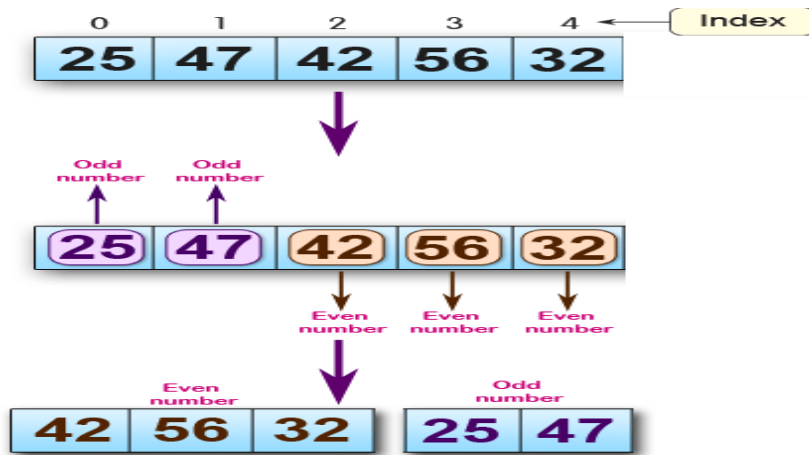 0 1 2 3 4 Index
25 47 42 56 32
Odd Odd
number number
25 47 42 56 32
Even Even Even
number number number
Even Odd
number number
42 56 32 25 47